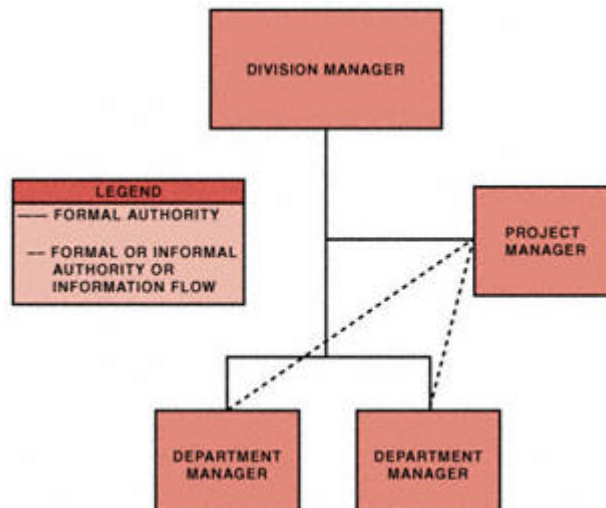 DIVISION MANAGER
LEGEND
FORMAL AUTHORITY
FORMAL OR INFORMAL
AUTHORITY OR
INFORMATION FLOW
PROJECT
MANAGER
DEPARTMENT
MANAGER
DEPARTMENT
MANAGER